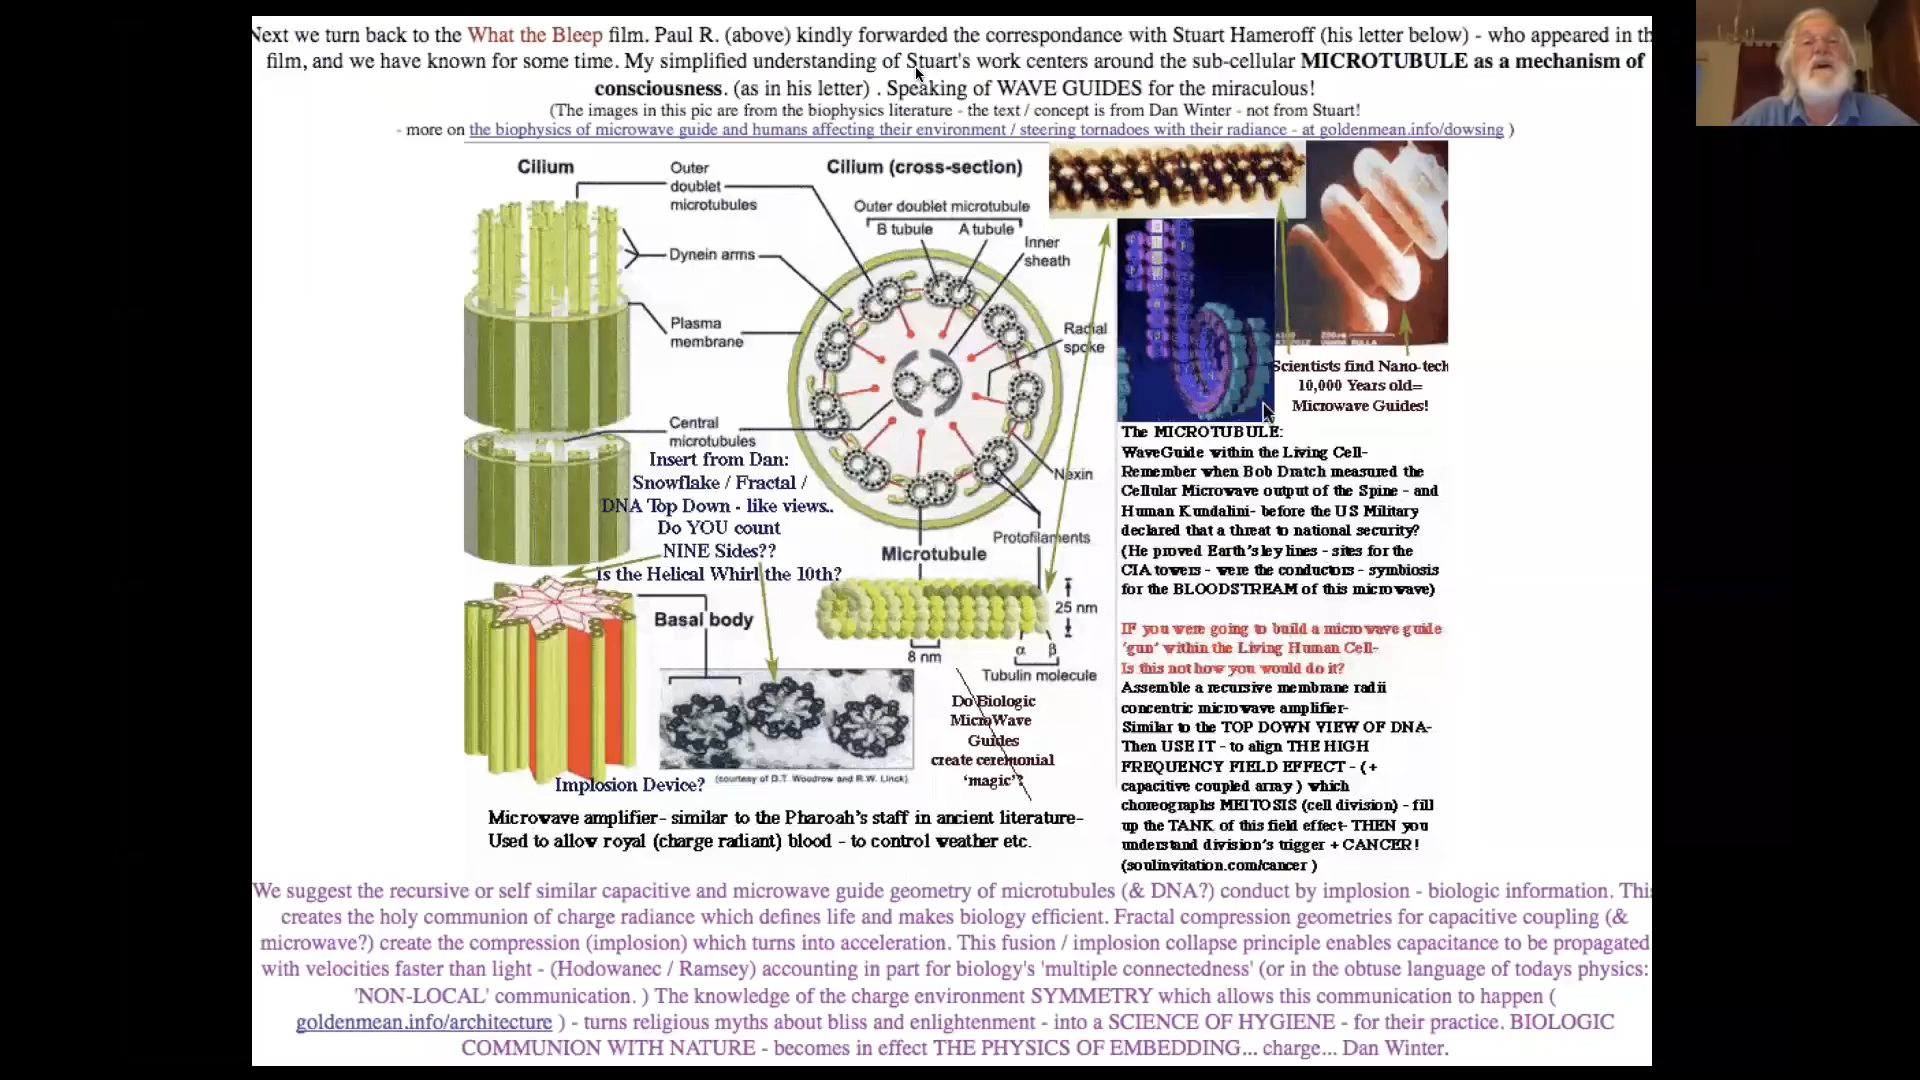 Next we turn back to the What the Bleep film. Paul R. (above) kindly forwarded the correspondance with Stuart Hameroff (his letter below) - who appeared in th
film, and we have known for some time. My simplified understanding of Stuart's work centers around the sub-cellular MICROTUBULE as a mechanism of
consciousness. (as in his letter) . Speaking of WAVE GUIDES for the miraculous!
(The images in this pic are from the biophysics literature - the text / concept is from Dan Winter - not from Stuart!
- more on the biophysics of microwave guide and humans affecting their environment / steering tornadoes with their radiance - at goldenmean.info/dowsing )
Cilium
Outer
doublet
microtubules
Dynein arms
Plasma
membrane
Central
microtubules
Cilium (cross-section)
Outer doublet microtubule
B tubule
A tubule
Inner
sheath
Radial
spoke
Nexin
Protofilaments
Insert from Dan:
Snowflake / Fractal /
DNA Top Down - like views..
Do YOU count
NINE Sides??
is the Helical Whirl the 10th?
Basal body
Microtubule
25 nm
8 nm
α β
Tubulin molecule
(courtesy of D.T. Woodrow and R.W. Linck)
Implosion Device?
Do Biologic
MicroWave
Guides
create ceremonial
'magic'?
Microwave amplifier- similar to the Pharoah's staff in ancient literature-
Used to allow royal (charge radiant) blood - to control weather etc.
Scientists find Nano-tech
10,000 Years old=
Microwave Guides!
The MICROTUBULE:
WaveGuide within the Living Cell-
Remember when Bob Dratch measured the
Cellular Microwave output of the Spine - and
Human Kundalini- before the US Military
declared that a threat to national security?
(He proved Earth's ley lines - sites for the
CIA towers - were the conductors - symbiosis
for the BLOODSTREAM of this microwave)
IF you were going to build a microwave guide
'gun' within the Living Human Cell-
Is this not how you would do it?
Assemble a recursive membrane radii
concentric microwave amplifier-
Similar to the TOP DOWN VIEW OF DNA-
Then USE IT - to align THE HIGH
FREQUENCY FIELD EFFECT - (+
capacitive coupled array ) which
choreographs MEITOSIS (cell division) - fill
up the TANK of this field effect- THEN you
understand division's trigger + CANCER!
(soulinvitation.com/cancer )
We suggest the recursive or self similar capacitive and microwave guide geometry of microtubules (& DNA?) conduct by implosion - biologic information. This
creates the holy communion of charge radiance which defines life and makes biology efficient. Fractal compression geometries for capacitive coupling (&
microwave?) create the compression (implosion) which turns into acceleration. This fusion / implosion collapse principle enables capacitance to be propagated
with velocities faster than light - (Hodowanec / Ramsey) accounting in part for biology's 'multiple connectedness' (or in the obtuse language of todays physics:
'NON-LOCAL' communication. ) The knowledge of the charge environment SYMMETRY which allows this communication to happen (
goldenmean.info/architecture ) - turns religious myths about bliss and enlightenment - into a SCIENCE OF HYGIENE - for their practice. BIOLOGIC
COMMUNION WITH NATURE - becomes in effect THE PHYSICS OF EMBEDDING... charge... Dan Winter.